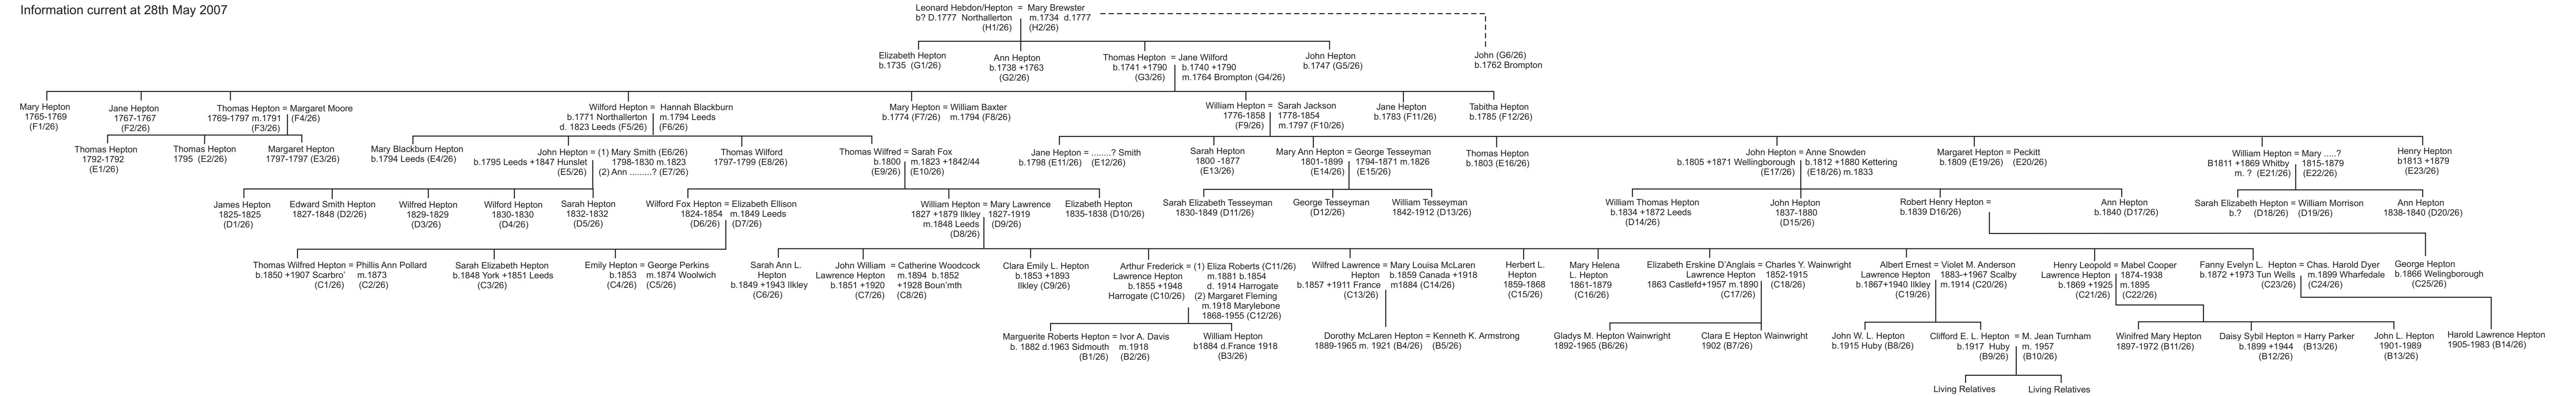 Information current at 28th May 2007
Leonard Hebdon/Hepton = Mary Brewster
b? D.1777 Northallerton m.1734 d.1777
(H1/26) (H2/26)
Elizabeth Hepton
b.1735 (G1/26)
Ann Hepton
b.1738 +1763
(G2/26)
Thomas Hepton = Jane Wilford
b.1741 +1790 b.1740 +1790
(G3/26) m.1764 Brompton (G4/26)
John Hepton
b.1747 (G5/26)
John (G6/26)
b.1762 Brompton
Mary Hepton
1765-1769
(F1/26)
Jane Hepton
1767-1767
(F2/26)
Thomas Hepton = Margaret Moore
1769-1797 m.1791 (F4/26)
(F3/26)
Wilford Hepton = Hannah Blackburn
b.1771 Northallerton m.1794 Leeds
d. 1823 Leeds (F5/26) (F6/26)
Mary Hepton = William Baxter
b.1774 (F7/26) m.1794 (F8/26)
William Hepton = Sarah Jackson
1776-1858 1778-1854
(F9/26) m.1797 (F10/26)
Jane Hepton
b.1783 (F11/26)
Tabitha Hepton
b.1785 (F12/26)
Thomas Hepton
1792-1792
(E1/26)
Thomas Hepton
1795 (E2/26)
Margaret Hepton
1797-1797 (E3/26)
Mary Blackburn Hepton
b.1794 Leeds (E4/26)
John Hepton = (1) Mary Smith (E6/26)
b.1795 Leeds +1847 Hunslet 1798-1830 m.1823
(E5/26) (2) Ann .........? (E7/26)
Thomas Wilford
1797-1799 (E8/26)
Thomas Wilfred = Sarah Fox
b.1800 m.1823 +1842/44
(E9/26) (E10/26)
Jane Hepton = ........? Smith
b.1798 (E11/26) (E12/26)
Sarah Hepton
1800 -1877
(E13/26)
Mary Ann Hepton = George Tesseyman
1801-1899 1794-1871 m.1826
(E14/26) (E15/26)
Thomas Hepton
b.1803 (E16/26)
John Hepton = Anne Snowden
b.1805 +1871 Wellingborough b.1812 +1880 Kettering
(E17/26) (E18/26) m.1833
Margaret Hepton = Peckitt
b.1809 (E19/26) (E20/26)
William Hepton = Mary .....?
B1811 +1869 Whitby 1815-1879
m. ? (E21/26) (E22/26)
Henry Hepton
b1813 +1879
(E23/26)
James Hepton
1825-1825
(D1/26)
Edward Smith Hepton
1827-1848 (D2/26)
Wilfred Hepton
1829-1829
(D3/26)
Wilford Hepton
1830-1830
(D4/26)
Sarah Hepton
1832-1832
(D5/26)
Wilford Fox Hepton = Elizabeth Ellison
1824-1854 m.1849 Leeds
(D6/26) (D7/26)
William Hepton = Mary Lawrence
1827 +1879 Ilkley 1827-1919
m.1848 Leeds (D9/26)
(D8/26)
Elizabeth Hepton
1835-1838 (D10/26)
Sarah Elizabeth Tesseyman
1830-1849 (D11/26)
George Tesseyman
(D12/26)
William Tesseyman
1842-1912 (D13/26)
William Thomas Hepton
b.1834 +1872 Leeds
(D14/26)
John Hepton
1837-1880
(D15/26)
Robert Henry Hepton =
b.1839 D16/26)
Ann Hepton
b.1840 (D17/26)
Sarah Elizabeth Hepton = William Morrison
b.? (D18/26) (D19/26)
Ann Hepton
1838-1840 (D20/26)
Thomas Wilfred Hepton = Phillis Ann Pollard
b.1850 +1907 Scarbro' m.1873
(C1/26) (C2/26)
Sarah Elizabeth Hepton
b.1848 York +1851 Leeds
(C3/26)
Emily Hepton = George Perkins
b.1853 m.1874 Woolwich
(C4/26) (C5/26)
Sarah Ann L.
Hepton
b.1849 +1943 Ilkley
(C6/26)
John William = Catherine Woodcock
Lawrence Hepton m.1894 b.1852
b.1851 +1920 +1928 Boun'mth
(C7/26) (C8/26)
Clara Emily L. Hepton
b.1853 +1893
Ilkley (C9/26)
Arthur Frederick = (1) Eliza Roberts (C11/26)
Lawrence Hepton m.1881 b.1854
b.1855 +1948 d. 1914 Harrogate
Harrogate (C10/26) (2) Margaret Fleming
m.1918 Marylebone
1868-1955 (C12/26)
Wilfred Lawrence = Mary Louisa McLaren
Hepton b.1859 Canada +1918
b.1857 +1911 France m1884 (C14/26)
(C13/26)
Herbert L.
Hepton
1859-1868
(C15/26)
Mary Helena
L. Hepton
1861-1879
(C16/26)
Elizabeth Erskine D'Anglais = Charles Y. Wainwright
Lawrence Hepton 1852-1915
1863 Castlefd+1957 m.1890 (C18/26)
(C17/26)
Albert Ernest = Violet M. Anderson
Lawrence Hepton 1883-+1967 Scalby
b.1867+1940 Ilkley m.1914 (C20/26)
(C19/26)
Henry Leopold = Mabel Cooper
Lawrence Hepton 1874-1938
b.1869 +1925 m.1895
(C21/26) (C22/26)
Fanny Evelyn L. Hepton = Chas. Harold Dyer
b.1872 +1973 Tun Wells m.1899 Wharfedale
(C23/26) (C24/26)
George Hepton
b.1866 Welingborough
(C25/26)
Marguerite Roberts Hepton = Ivor A. Davis
b. 1882 d.1963 Sidmouth m.1918
(B1/26) (B2/26)
William Hepton
b1884 d.France 1918
(B3/26)
Dorothy McLaren Hepton = Kenneth K. Armstrong
1889-1965 m. 1921 (B4/26) (B5/26)
Gladys M. Hepton Wainwright
1892-1965 (B6/26)
Clara E Hepton Wainwright
1902 (B7/26)
John W. L. Hepton
b.1915 Huby (B8/26)
Clifford E. L. Hepton = M. Jean Turnham
b.1917 Huby m. 1957
(B9/26) (B10/26)
Winifred Mary Hepton
1897-1972 (B11/26)
Daisy Sybil Hepton = Harry Parker
b.1899 +1944 (B13/26)
(B12/26)
John L. Hepton
1901-1989
(B13/26)
Harold Lawrence Hepton
1905-1983 (B14/26)
Living Relatives
Living Relatives